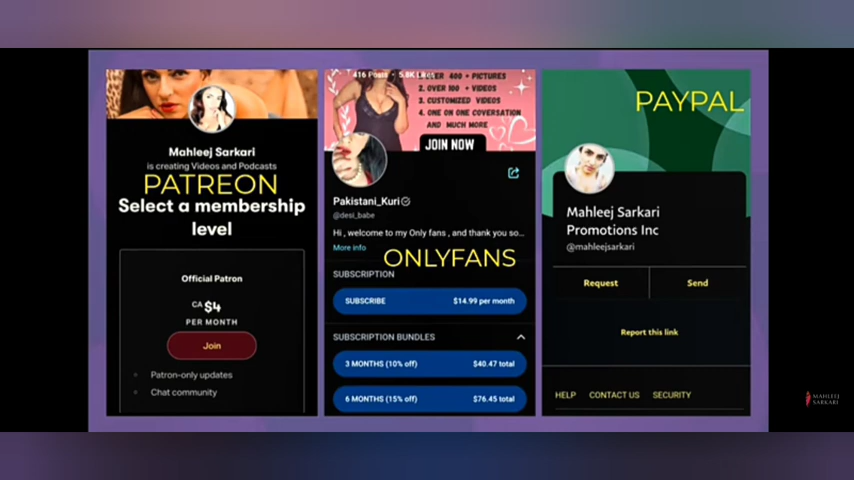 Mahleej Sarkari
is creating Videos and Podcasts
PATREON
Select a membership
level
Official Patron
CA $4
PER MONTH
Join
Patron-only updates
Chat community
416 Posts • 5.8K Likes
OVER 400 + PICTURES
2. OVER 100 + VIDEOS
3. CUSTOMIZED VIDEOS
4. ONE ON ONE COVERSATION
AND MUCH MORE
JOIN NOW
Pakistani_Kuri
@desi_babe
Hi , welcome to my Only fans , and thank you so...
More info
ONLYFANS
SUBSCRIPTION
SUBSCRIBE $14.99 per month
SUBSCRIPTION BUNDLES
3 MONTHS (10% off) $40.47 total
6 MONTHS (15% off) $76.45 total
PAYPAL
Mahleej Sarkari
Promotions Inc
@mahleejsarkari
Request Send
Report this link
HELP CONTACT US SECURITY
MAHLEEJ
SARKARI